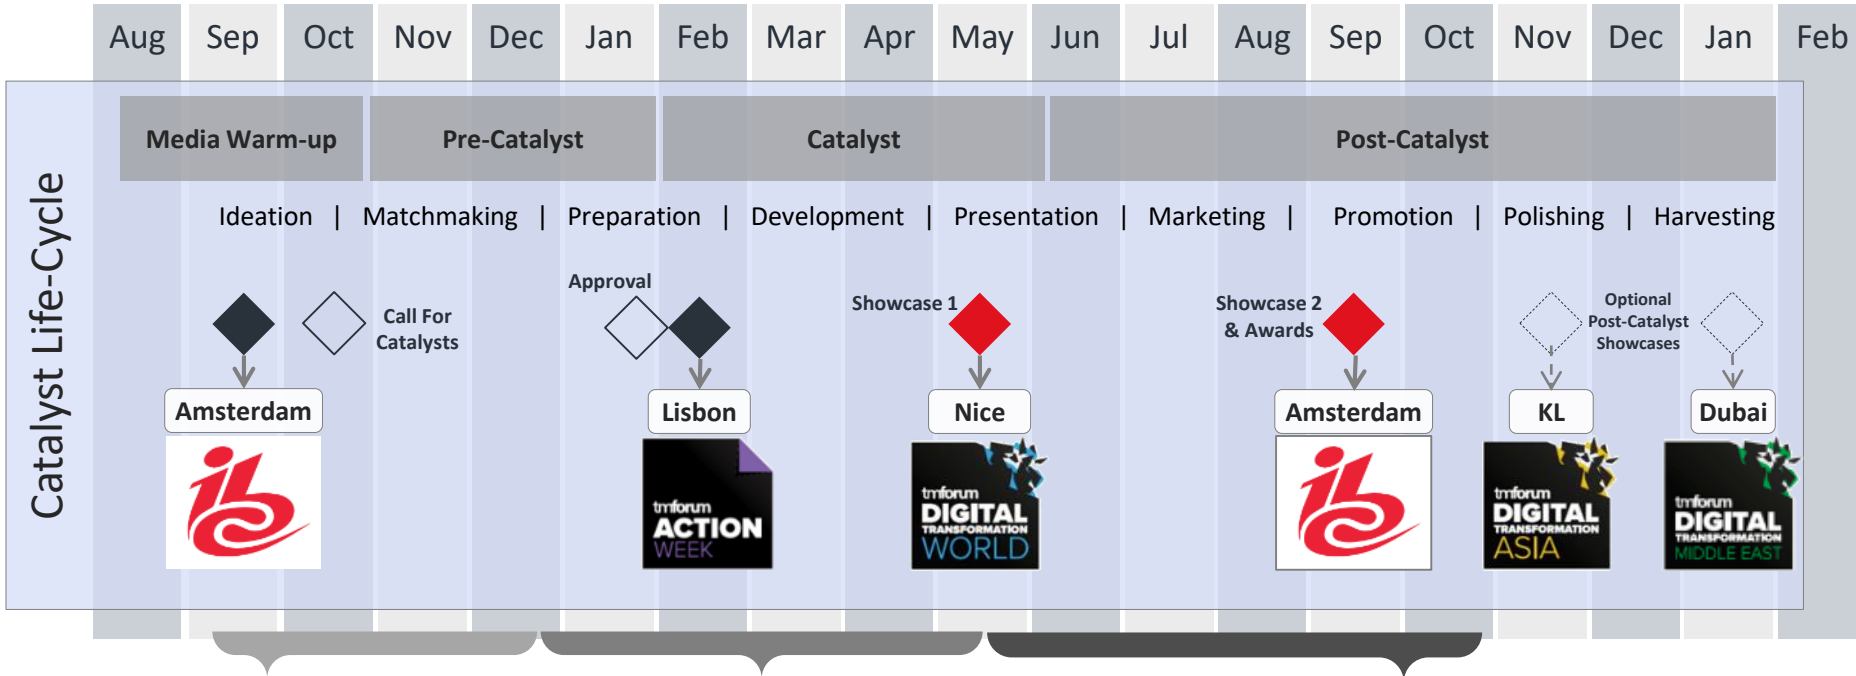 Aug Sep Oct Nov Dec Jan Feb Mar Apr May Jun Jul Aug Sep Oct Nov Dec Jan Feb
Catalyst Life-Cycle
Media Warm-up Pre-Catalyst Catalyst Post-Catalyst
Ideation | Matchmaking | Preparation | Development | Presentation | Marketing | Promotion | Polishing | Harvesting
Call For
Catalysts
Approval
Showcase 1
Showcase 2
& Awards
Optional
Post-Catalyst
Showcases
Amsterdam Lisbon Nice Amsterdam KL Dubai
ibc
tmforum
ACTION
WEEK
tmforum
DIGITAL
TRANSFORMATION
WORLD
ibc
tmforum
DIGITAL
TRANSFORMATION
ASIA
tmforum
DIGITAL
TRANSFORMATION
MIDDLE EAST